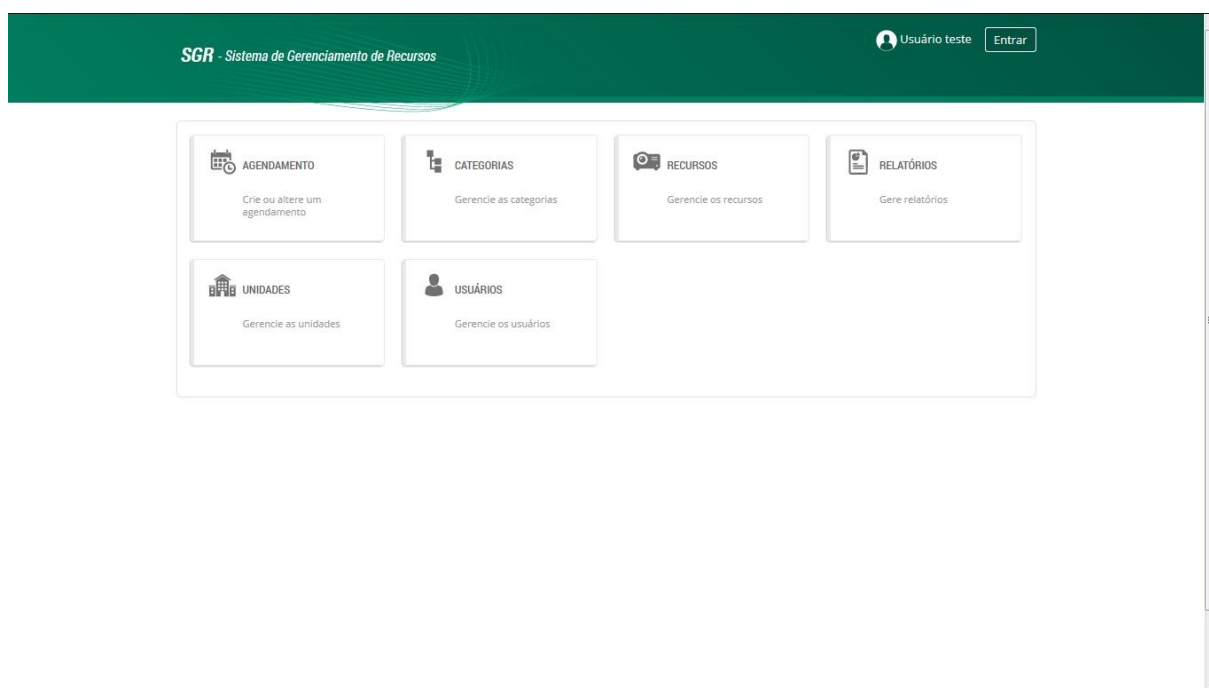 SGR - Sistema de Gerenciamento de Recursos
Usuário teste
Entrar
AGENDAMENTO
Crie ou altere um
agendamento
CATEGORIAS
Gerencie as categorias
RECURSOS
Gerencie os recursos
RELATÓRIOS
Gere relatórios
UNIDADES
Gerencie as unidades
USUÁRIOS
Gerencie os usuários